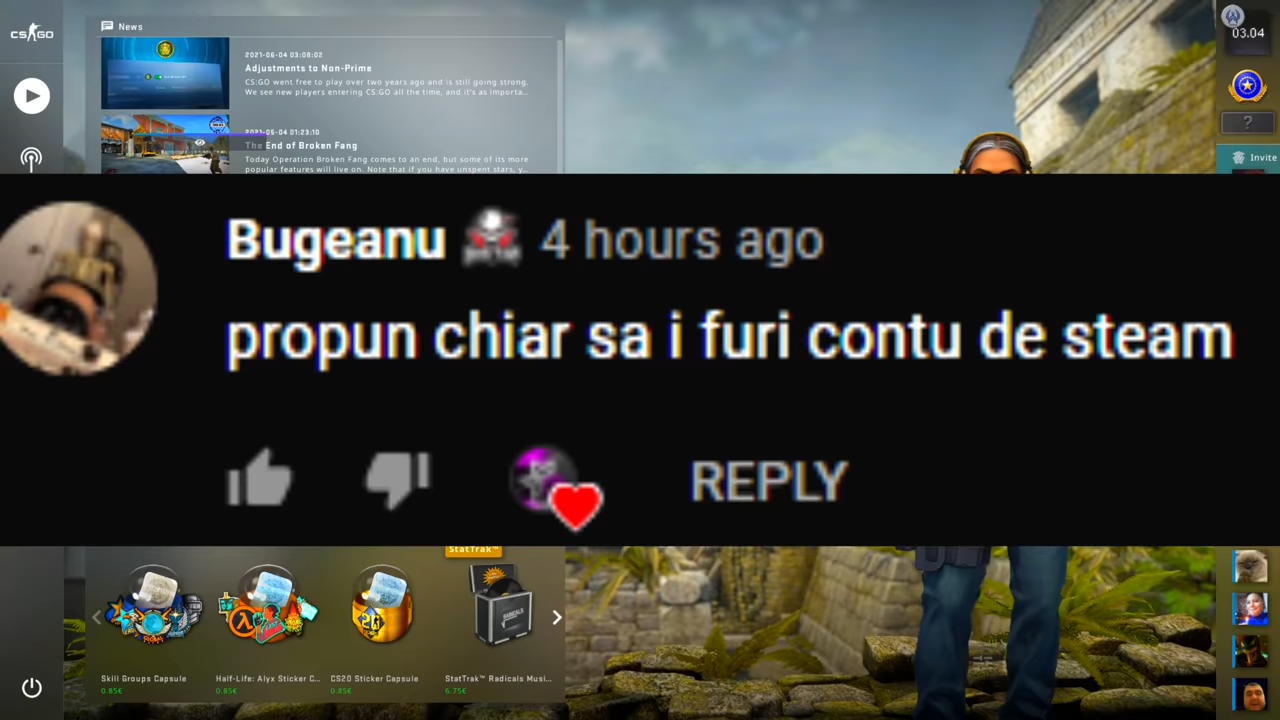 CS:GO
News
2021-06-04 03:08:02
Adjustments to Non-Prime
CS:GO went free to play over two years ago and is still going strong.
We see new players entering CS:GO all the time, and it's as importa...
2021-06-04 01:23:10
The End of Broken Fang
Today Operation Broken Fang comes to an end, but some of its more
popular features will live on. Note that if you have unspent stars, y...
03.04
?
Invite
Bugeanu 4 hours ago
propun chiar sa i furi contu de steam
REPLY
StatTrak™
Skill Groups Capsule
0.85€
Half-Life: Alyx Sticker C...
0.85€
CS20 Sticker Capsule
0.85€
StatTrak™ Radicals Musi...
6.75€